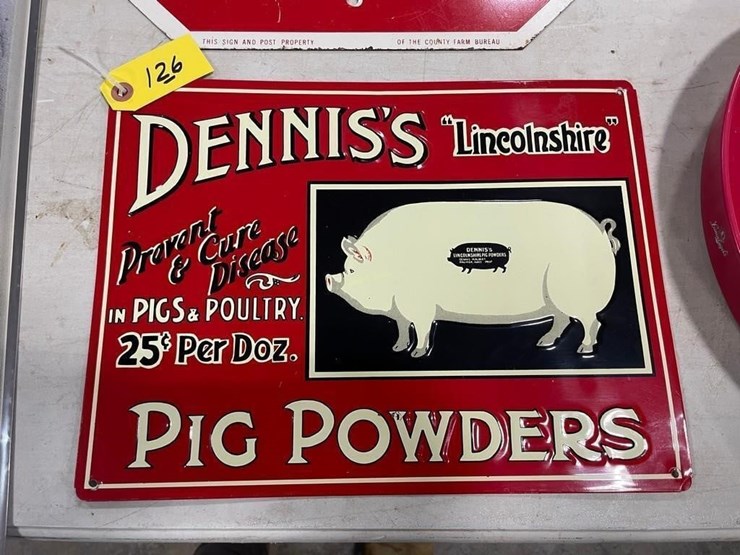 THIS SIGN AND POST PROPERTY OF THE COUNTY FARM BUREAU
126
DENNIS'S "Lincolnshire"
Prevent
& Cure
Disease
IN PIGS & POULTRY.
25¢ Per Doz.
DENNIS'S
LINCOLNSHIRE PIG POWDERS
PIG POWDERS